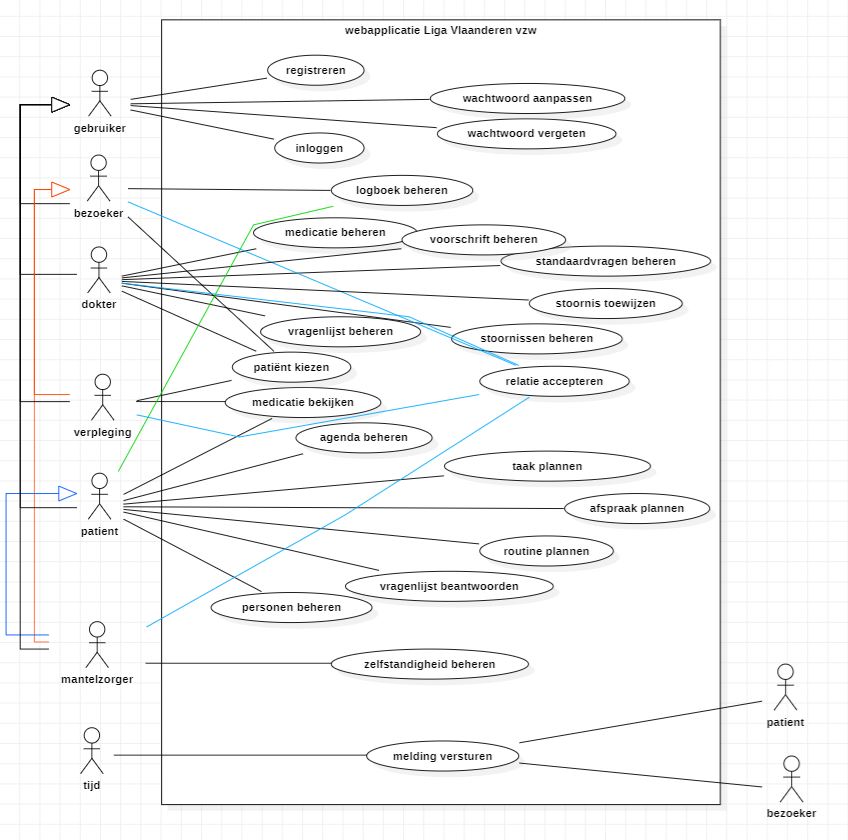 webapplicatie Liga Vlaanderen vzw
registreren
wachtwoord aanpassen
gebruiker
wachtwoord vergeten
inloggen
bezoeker
logboek beheren
medicatie beheren
voorschrift beheren
standaardvragen beheren
dokter
stoornis toewijzen
vragenlijst beheren
stoornissen beheren
patiënt kiezen
relatie accepteren
medicatie bekijken
verpleging
agenda beheren
taak plannen
afspraak plannen
patient
routine plannen
vragenlijst beantwoorden
personen beheren
zelfstandigheid beheren
mantelzorger
patient
melding versturen
tijd
bezoeker